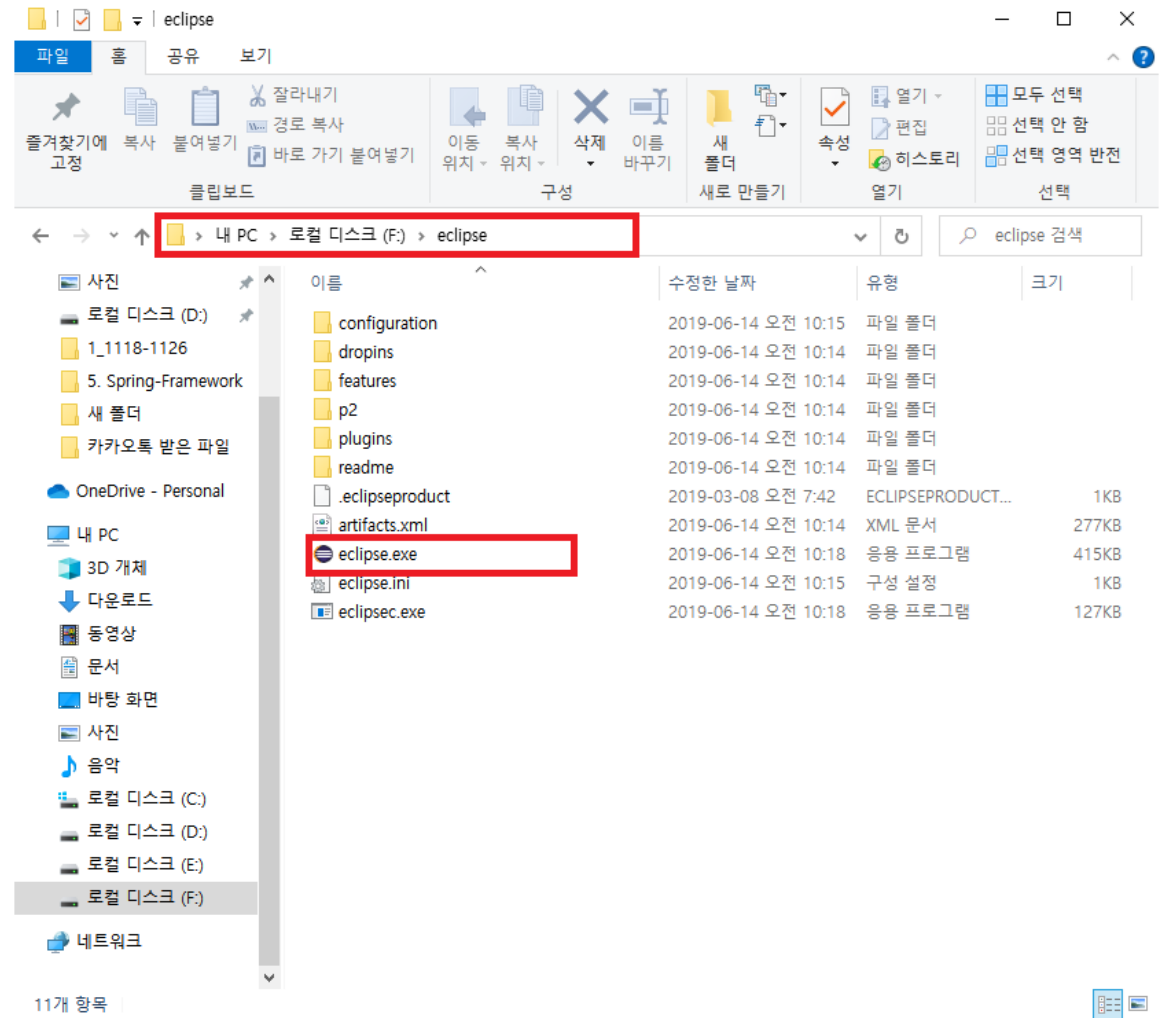 eclipse
파일 홈 공유 보기
즐겨찾기에 고정
복사
붙여넣기
잘라내기
경로 복사
바로 가기 붙여넣기
클립보드
이동 위치
복사 위치
삭제
이름 바꾸기
구성
새 폴더
새로 만들기
속성
열기
편집
히스토리
열기
모두 선택
선택 안 함
선택 영역 반전
선택
내 PC > 로컬 디스크 (F:) > eclipse
eclipse 검색
사진
로컬 디스크 (D:)
1_1118-1126
5. Spring-Framework
새 폴더
카카오톡 받은 파일
OneDrive - Personal
내 PC
3D 개체
다운로드
동영상
문서
바탕 화면
사진
음악
로컬 디스크 (C:)
로컬 디스크 (D:)
로컬 디스크 (E:)
로컬 디스크 (F:)
네트워크
이름 수정한 날짜 유형 크기
configuration 2019-06-14 오전 10:15 파일 폴더
dropins 2019-06-14 오전 10:14 파일 폴더
features 2019-06-14 오전 10:14 파일 폴더
p2 2019-06-14 오전 10:14 파일 폴더
plugins 2019-06-14 오전 10:14 파일 폴더
readme 2019-06-14 오전 10:14 파일 폴더
.eclipseproduct 2019-03-08 오전 7:42 ECLIPSEPRODUCT... 1KB
artifacts.xml 2019-06-14 오전 10:14 XML 문서 277KB
eclipse.exe 2019-06-14 오전 10:18 응용 프로그램 415KB
eclipse.ini 2019-06-14 오전 10:15 구성 설정 1KB
eclipsec.exe 2019-06-14 오전 10:18 응용 프로그램 127KB
11개 항목